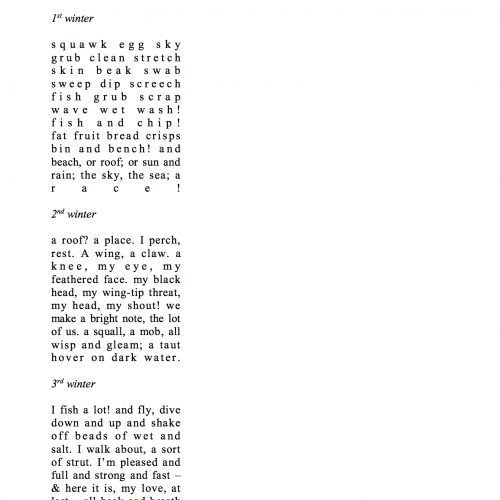 1st winter
squawk egg sky
grub clean stretch
skin beak swab
sweep dip screech
fish grub scrap
wave wet wash!
fish and chip!
fat fruit bread crisps
bin and bench! and
beach, or roof; or sun and
rain; the sky, the sea; a
race!
2nd winter
a roof? a place. I perch,
rest. A wing, a claw. a
knee, my eye, my
feathered face. my black
head, my wing-tip threat,
my head, my shout! we
make a bright note, the lot
of us. a squall, a mob, all
wisp and gleam; a taut
hover on dark water.
3rd winter
I fish a lot! and fly, dive
down and up and shake
off beads of wet and
salt. I walk about, a sort
of strut. I'm pleased and
full and strong and fast –
& here it is, my love, at